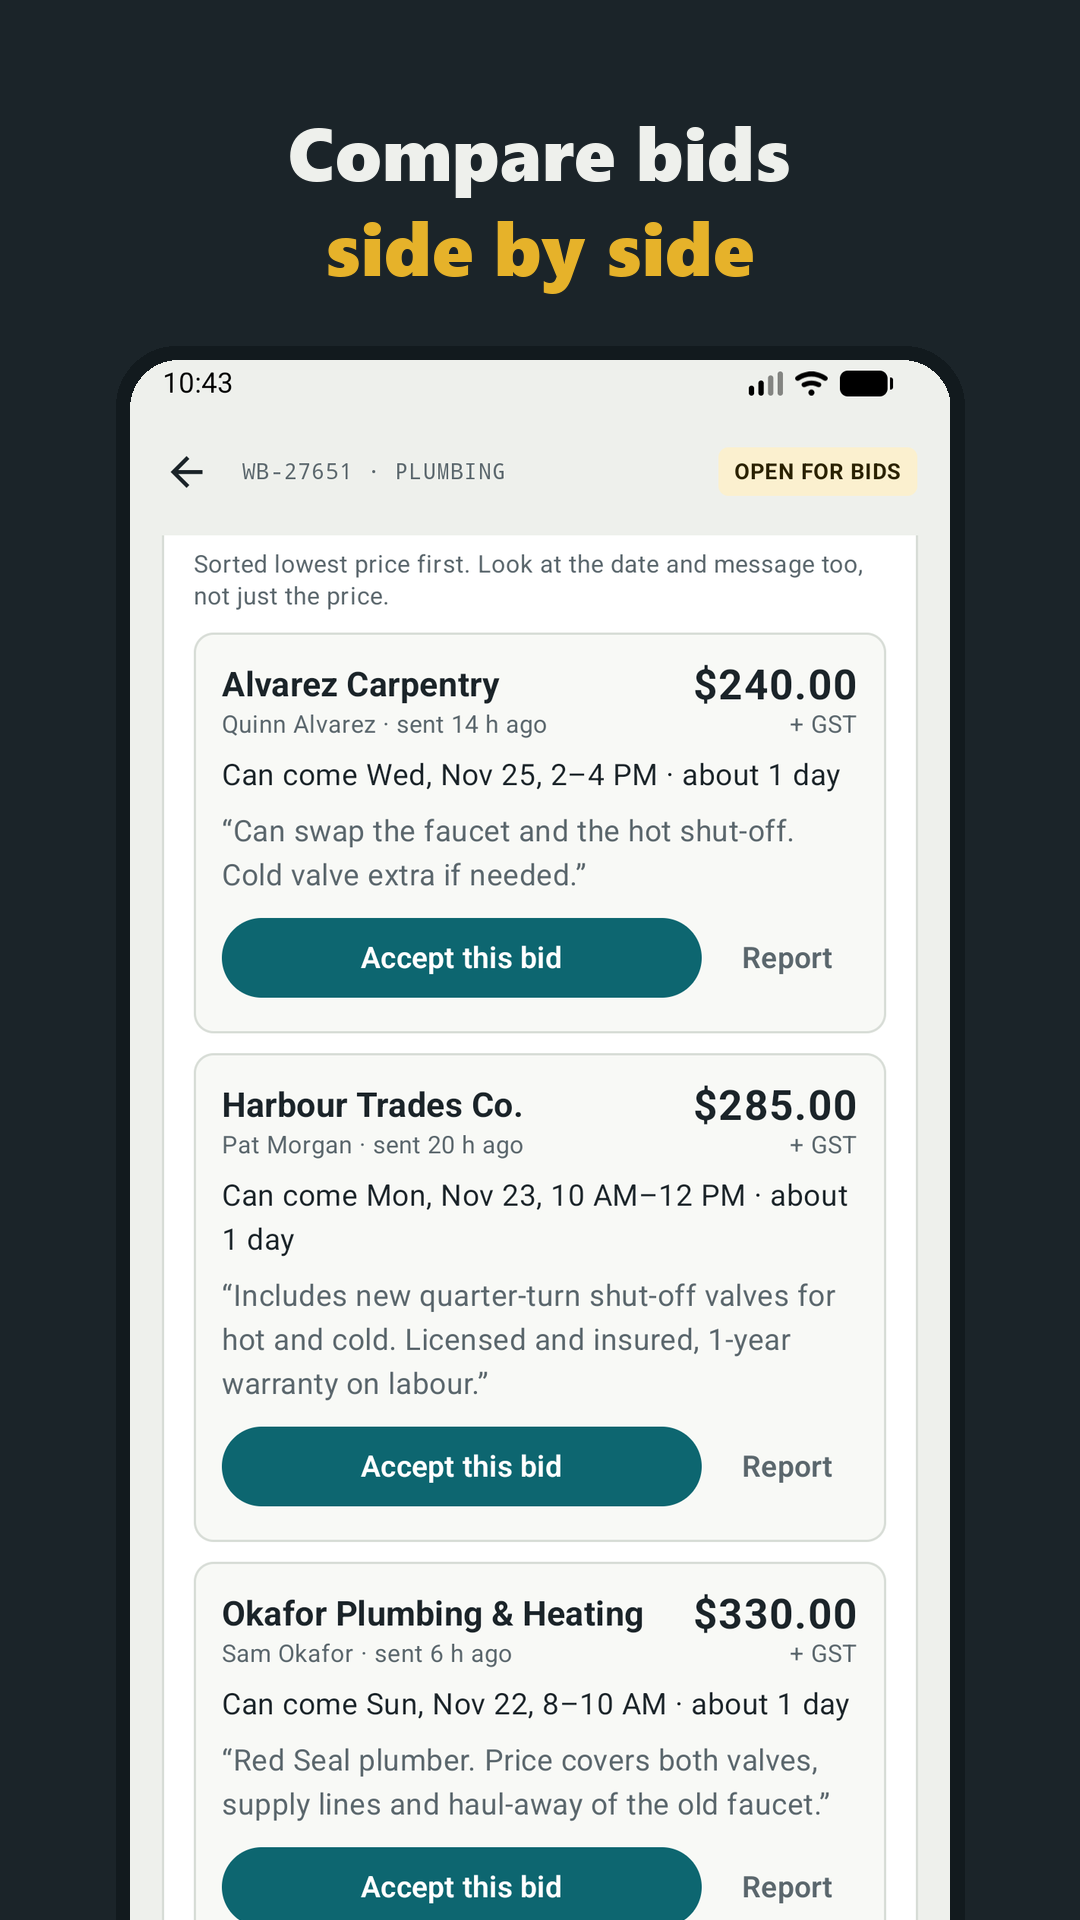 Compare bids
side by side
10:43
WB-27651 · PLUMBING
OPEN FOR BIDS
Sorted lowest price first. Look at the date and message too,
not just the price.
Alvarez Carpentry
$240.00
Quinn Alvarez · sent 14 h ago
+ GST
Can come Wed, Nov 25, 2–4 PM · about 1 day
“Can swap the faucet and the hot shut-off.
Cold valve extra if needed.”
Accept this bid
Report
Harbour Trades Co.
$285.00
Pat Morgan · sent 20 h ago
+ GST
Can come Mon, Nov 23, 10 AM–12 PM · about
1 day
“Includes new quarter-turn shut-off valves for
hot and cold. Licensed and insured, 1-year
warranty on labour.”
Accept this bid
Report
Okafor Plumbing & Heating
$330.00
Sam Okafor · sent 6 h ago
+ GST
Can come Sun, Nov 22, 8–10 AM · about 1 day
“Red Seal plumber. Price covers both valves,
supply lines and haul-away of the old faucet.”
Accept this bid
Report